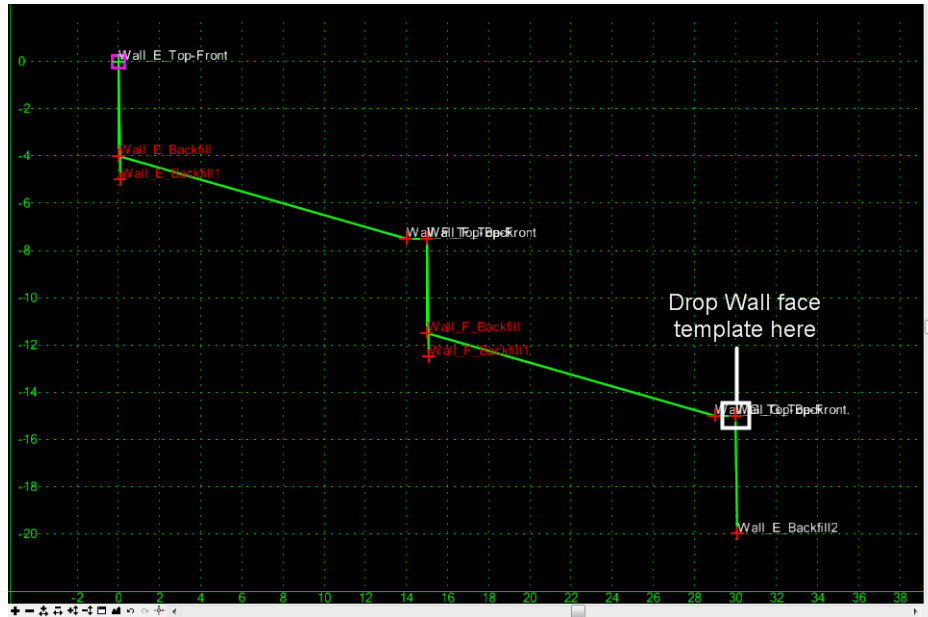 0
Wall_E_Top-Front
-2
-4
Wall_E_Backfill
Wall_E_Backfill1
-6
-8
-10
Drop Wall face
template here
Wall_F_Backfill
-12
Wall_F_Backfill1
-14
-16
-18
-20
Wall_E_Backfill2
-2 0 2 4 6 8 10 12 14 16 18 20 22 24 26 28 30 32 34 36 38